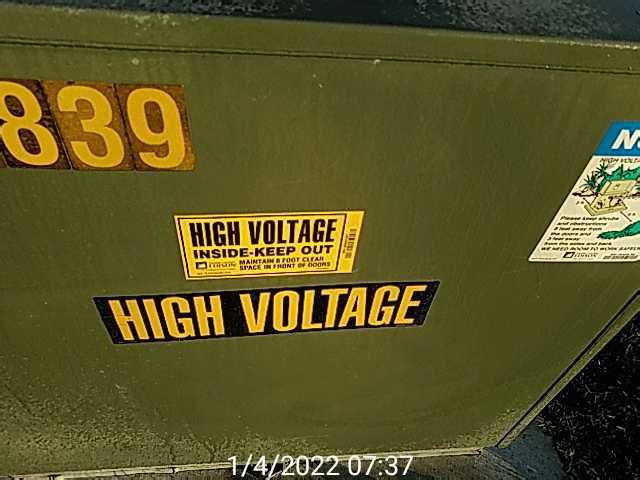 839
HIGH VOLTAGE
INSIDE-KEEP OUT
EDISON
MAINTAIN 8 FOOT CLEAR
SPACE IN FRONT OF DOORS
HIGH VOLTAGE
HIGH
Please keep shrubs
and obstructions
8 feet away from
the doors and
3 feet away
from the sides and back
WE NEED ROOM TO WORK SAFELY
EDISON
1/4/2022 07:37